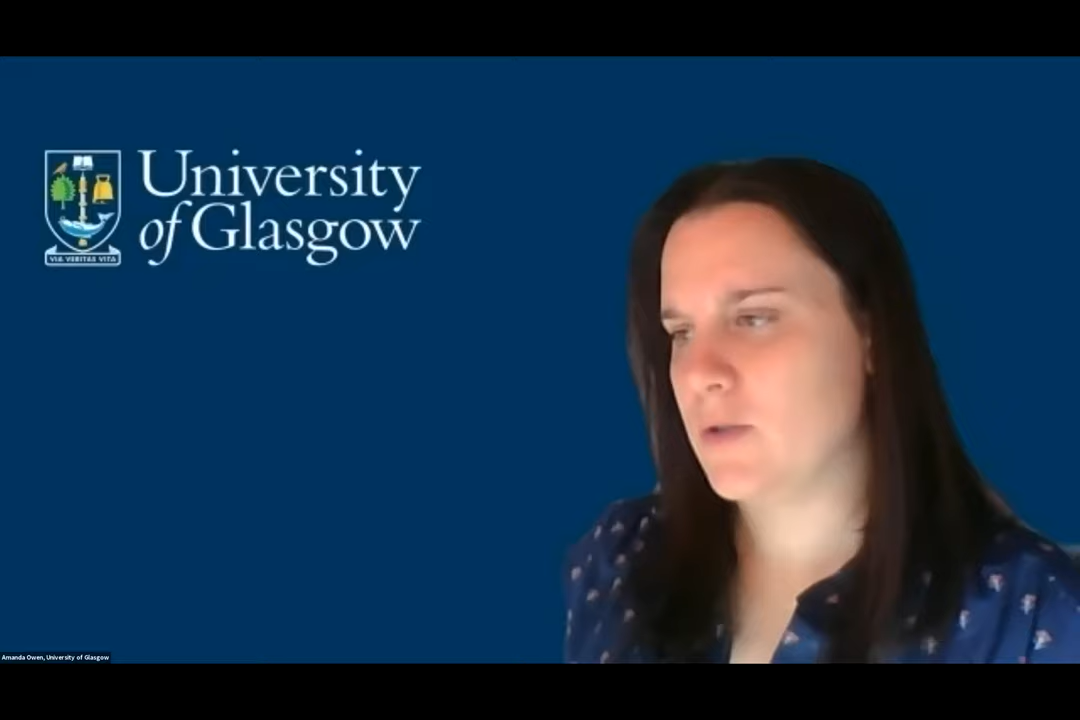 University
of Glasgow
VIA VERITAS VITA
Amanda Owen, University of Glasgow